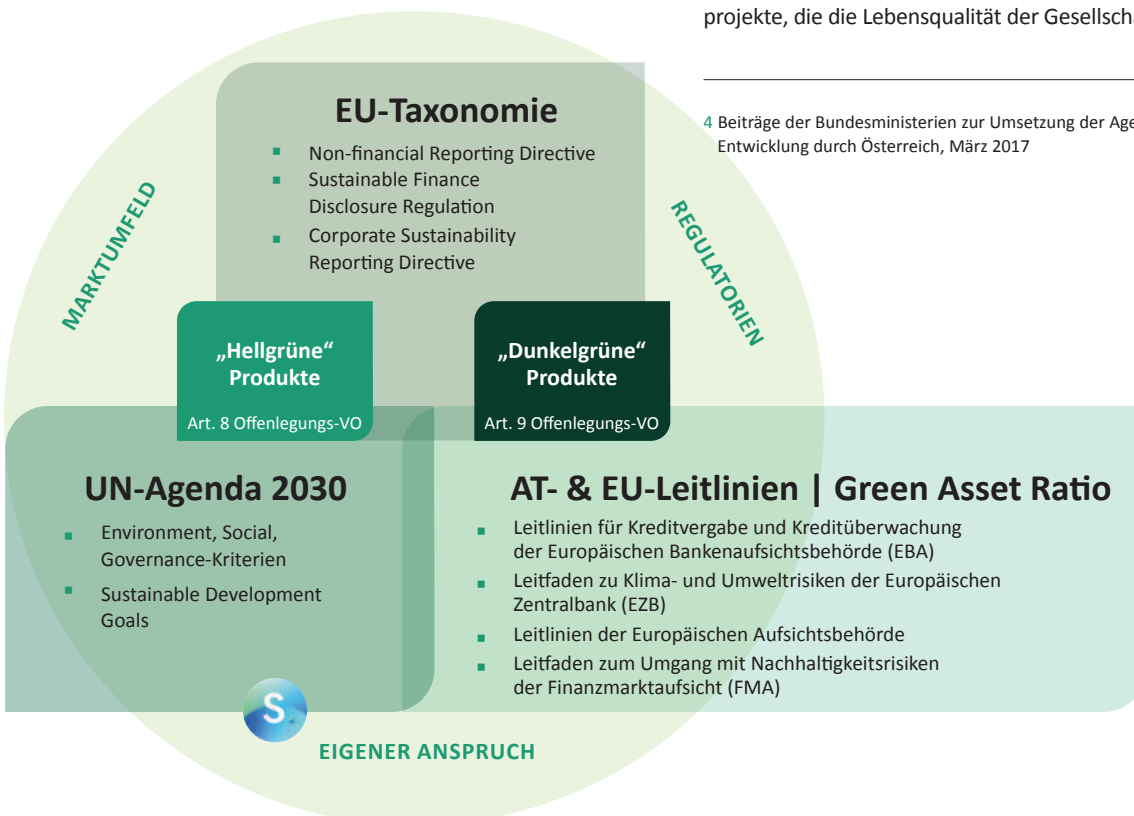 projekte, die die Lebensqualität der Gesellscha
4 Beiträge der Bundesministerien zur Umsetzung der Age
Entwicklung durch Österreich, März 2017
EU-Taxonomie
▪ Non-financial Reporting Directive
▪ Sustainable Finance
Disclosure Regulation
▪ Corporate Sustainability
Reporting Directive
MARKTUMFELD
REGULATORIEN
„Hellgrüne“
Produkte
Art. 8 Offenlegungs-VO
„Dunkelgrüne“
Produkte
Art. 9 Offenlegungs-VO
UN-Agenda 2030
▪ Environment, Social,
Governance-Kriterien
▪ Sustainable Development
Goals
AT- & EU-Leitlinien | Green Asset Ratio
▪ Leitlinien für Kreditvergabe und Kreditüberwachung
der Europäischen Bankenaufsichtsbehörde (EBA)
▪ Leitfaden zu Klima- und Umweltrisiken der Europäischen
Zentralbank (EZB)
▪ Leitlinien der Europäischen Aufsichtsbehörde
▪ Leitfaden zum Umgang mit Nachhaltigkeitsrisiken
der Finanzmarktaufsicht (FMA)
S
EIGENER ANSPRUCH